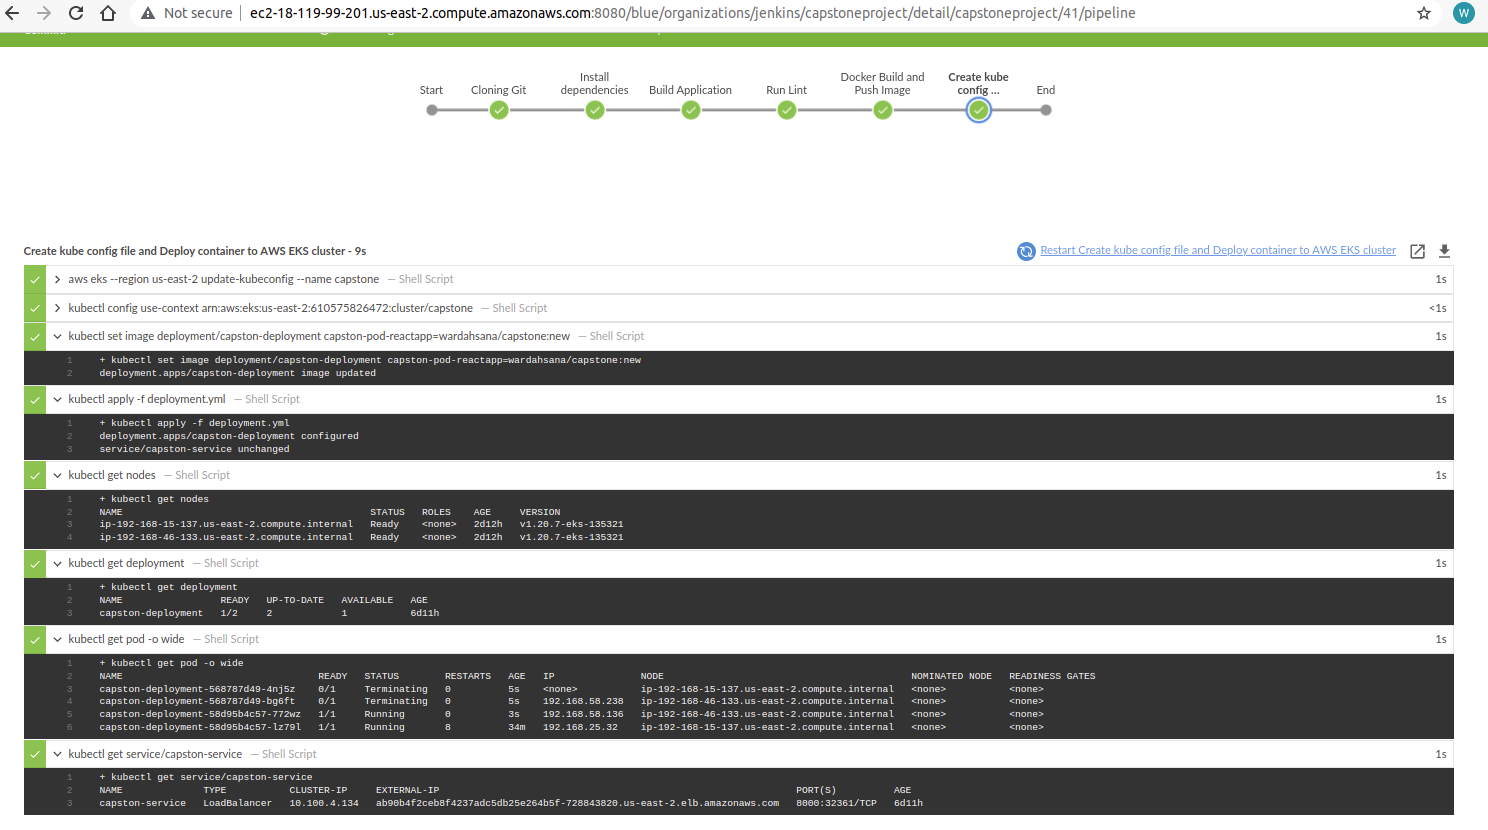 Not secure ec2-18-119-99-201.us-east-2.compute.amazonaws.com:8080/blue/organizations/jenkins/capstoneproject/detail/capstoneproject/41/pipeline
W
Start
Cloning Git
Install
dependencies
Build Application
Run Lint
Docker Build and
Push Image
Create kube
config ...
End
Create kube config file and Deploy container to AWS EKS cluster - 9s
Restart Create kube config file and Deploy container to AWS EKS cluster
aws eks --region us-east-2 update-kubeconfig --name capstone — Shell Script 1s
kubectl config use-context arn:aws:eks:us-east-2:610575826472:cluster/capstone — Shell Script <1s
kubectl set image deployment/capston-deployment capston-pod-reactapp=wardahsana/capstone:new — Shell Script 1s
1 + kubectl set image deployment/capston-deployment capston-pod-reactapp=wardahsana/capstone:new
2 deployment.apps/capston-deployment image updated
kubectl apply -f deployment.yml — Shell Script 1s
1 + kubectl apply -f deployment.yml
2 deployment.apps/capston-deployment configured
3 service/capston-service unchanged
kubectl get nodes — Shell Script 1s
1 + kubectl get nodes
2 NAME STATUS ROLES AGE VERSION
3 ip-192-168-15-137.us-east-2.compute.internal Ready <none> 2d12h v1.20.7-eks-135321
4 ip-192-168-46-133.us-east-2.compute.internal Ready <none> 2d12h v1.20.7-eks-135321
kubectl get deployment — Shell Script 1s
1 + kubectl get deployment
2 NAME READY UP-TO-DATE AVAILABLE AGE
3 capston-deployment 1/2 2 1 6d11h
kubectl get pod -o wide — Shell Script 1s
1 + kubectl get pod -o wide
2 NAME READY STATUS RESTARTS AGE IP NODE NOMINATED NODE READINESS GATES
3 capston-deployment-568787d49-4nj5z 0/1 Terminating 0 5s <none> ip-192-168-15-137.us-east-2.compute.internal <none> <none>
4 capston-deployment-568787d49-bg6ft 0/1 Terminating 0 5s 192.168.58.238 ip-192-168-46-133.us-east-2.compute.internal <none> <none>
5 capston-deployment-58d95b4c57-772wz 1/1 Running 0 3s 192.168.58.136 ip-192-168-46-133.us-east-2.compute.internal <none> <none>
6 capston-deployment-58d95b4c57-lz79l 1/1 Running 8 34m 192.168.25.32 ip-192-168-15-137.us-east-2.compute.internal <none> <none>
kubectl get service/capston-service — Shell Script 1s
1 + kubectl get service/capston-service
2 NAME TYPE CLUSTER-IP EXTERNAL-IP PORT(S) AGE
3 capston-service LoadBalancer 10.100.4.134 ab90b4f2ceb8f4237adc5db25e264b5f-728843820.us-east-2.elb.amazonaws.com 8000:32361/TCP 6d11h